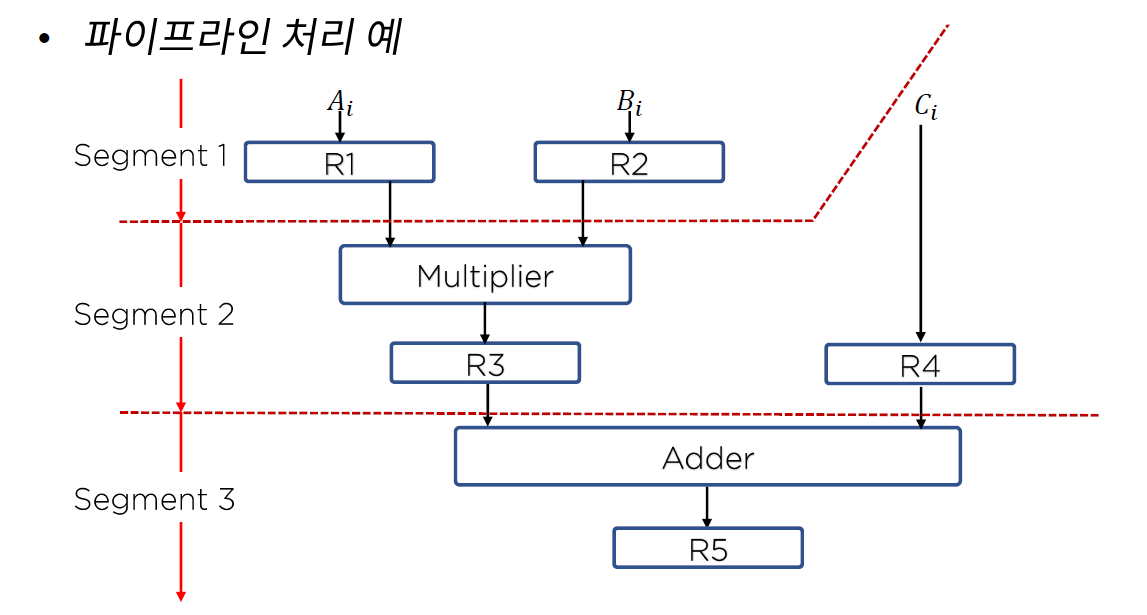 • 파이프라인 처리 예
A_i B_i C_i
Segment 1 R1 R2
Multiplier
Segment 2
R3 R4
Adder
Segment 3
R5